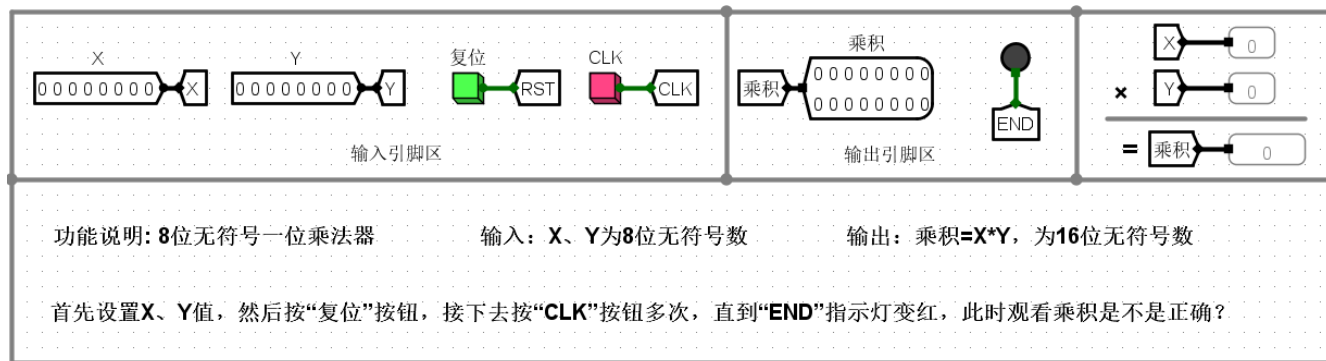 X
00000000
X
Y
00000000
Y
复位
RST
CLK
CLK
输入引脚区
乘积
乘积
00000000
00000000
END
输出引脚区
X
0
×
Y
0
=
乘积
0
功能说明: 8位无符号一位乘法器
输入：X、Y为8位无符号数
输出：乘积=X*Y，为16位无符号数
首先设置X、Y值，然后按“复位”按钮，接下去按“CLK”按钮多次，直到“END”指示灯变红，此时观看乘积是不是正确？